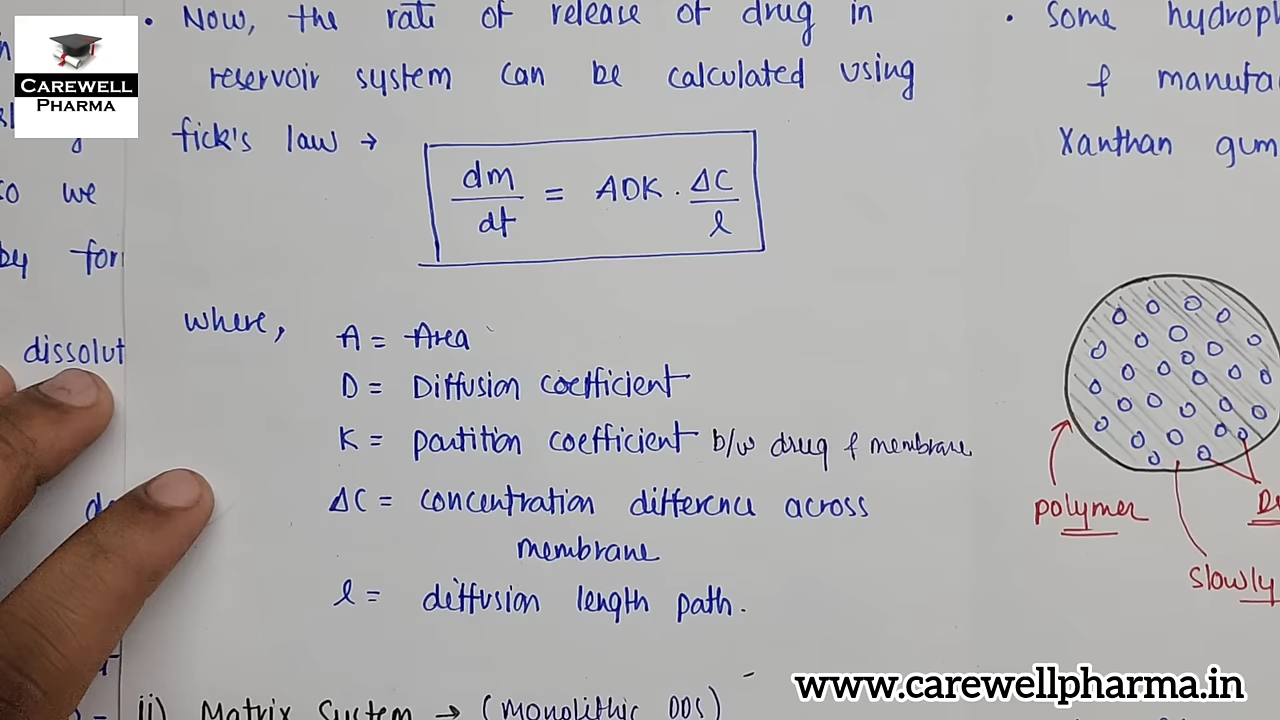 CAREWELL
PHARMA
• Now, the rate of release of drug in
reservoir system can be calculated using
fick's law →
dm/dt = ADK · ΔC/l
where,
A = Area
D = Diffusion coefficient
K = partition coefficient b/w drug & membrane
ΔC = concentration difference across
membrane
l = diffusion length path.
ii) Matrix System → (Monolithic DDS)
so we
by for
dissolut
• Some hydroph
& manufa
Xanthan gum
polymer
Slowly
www.carewellpharma.in